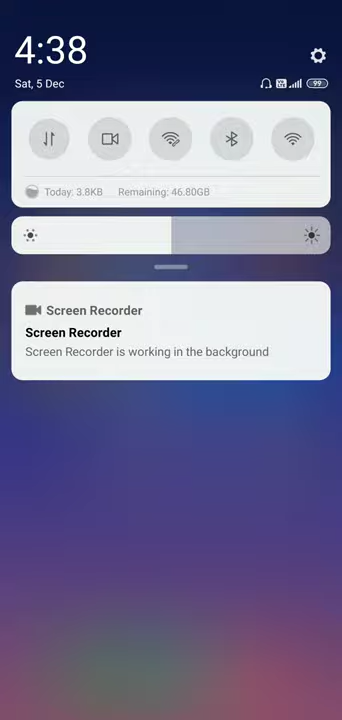 4:38
Sat, 5 Dec
99
Today: 3.8KB Remaining: 46.80GB
Screen Recorder
Screen Recorder
Screen Recorder is working in the background